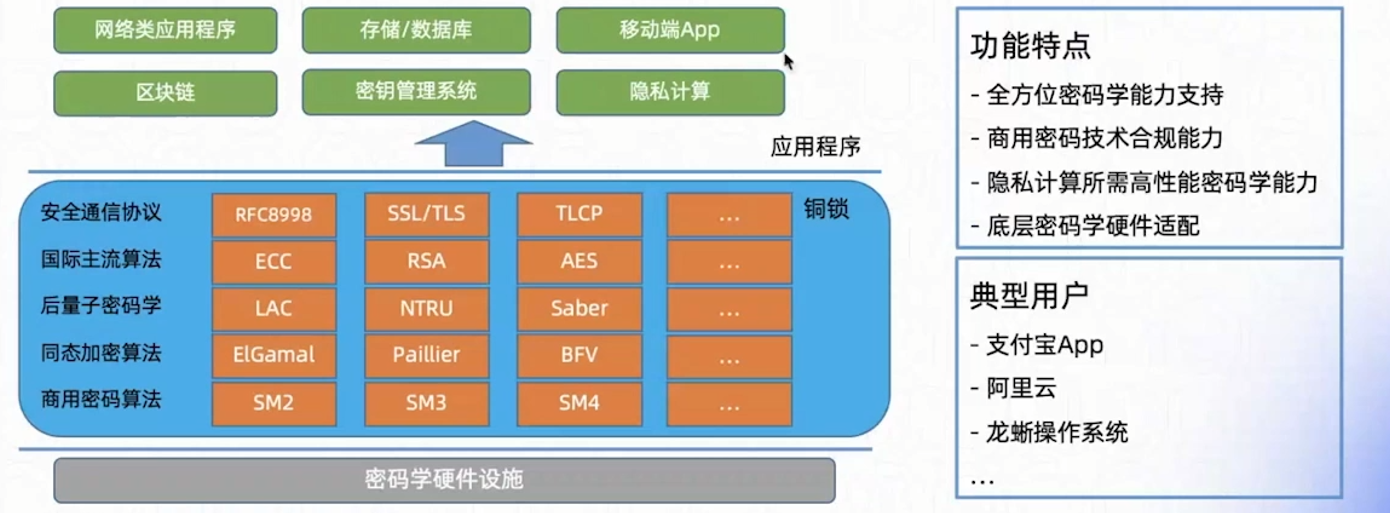 网络类应用程序 存储/数据库 移动端App
区块链 密钥管理系统 隐私计算
应用程序
安全通信协议 RFC8998 SSL/TLS TLCP ... 铜锁
国际主流算法 ECC RSA AES ...
后量子密码学 LAC NTRU Saber ...
同态加密算法 ElGamal Paillier BFV ...
商用密码算法 SM2 SM3 SM4 ...
密码学硬件设施
功能特点
- 全方位密码学能力支持
- 商用密码技术合规能力
- 隐私计算所需高性能密码学能力
- 底层密码学硬件适配
典型用户
- 支付宝App
- 阿里云
- 龙蜥操作系统
...